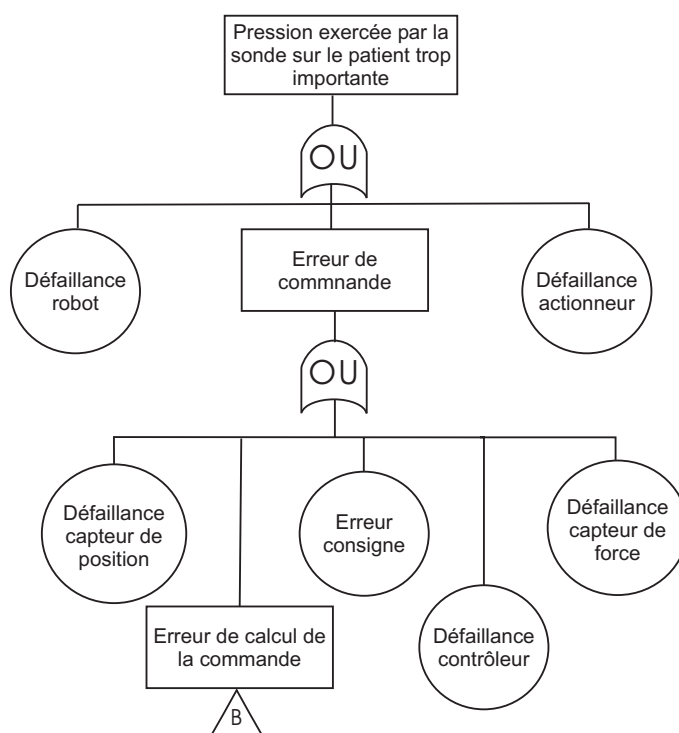 Pression exercée par la
sonde sur le patient trop
importante
OU
Défaillance
robot
Erreur de
commnande
Défaillance
actionneur
OU
Défaillance
capteur de
position
Erreur
consigne
Défaillance
capteur de
force
Erreur de calcul de
la commande
Défaillance
contrôleur
B